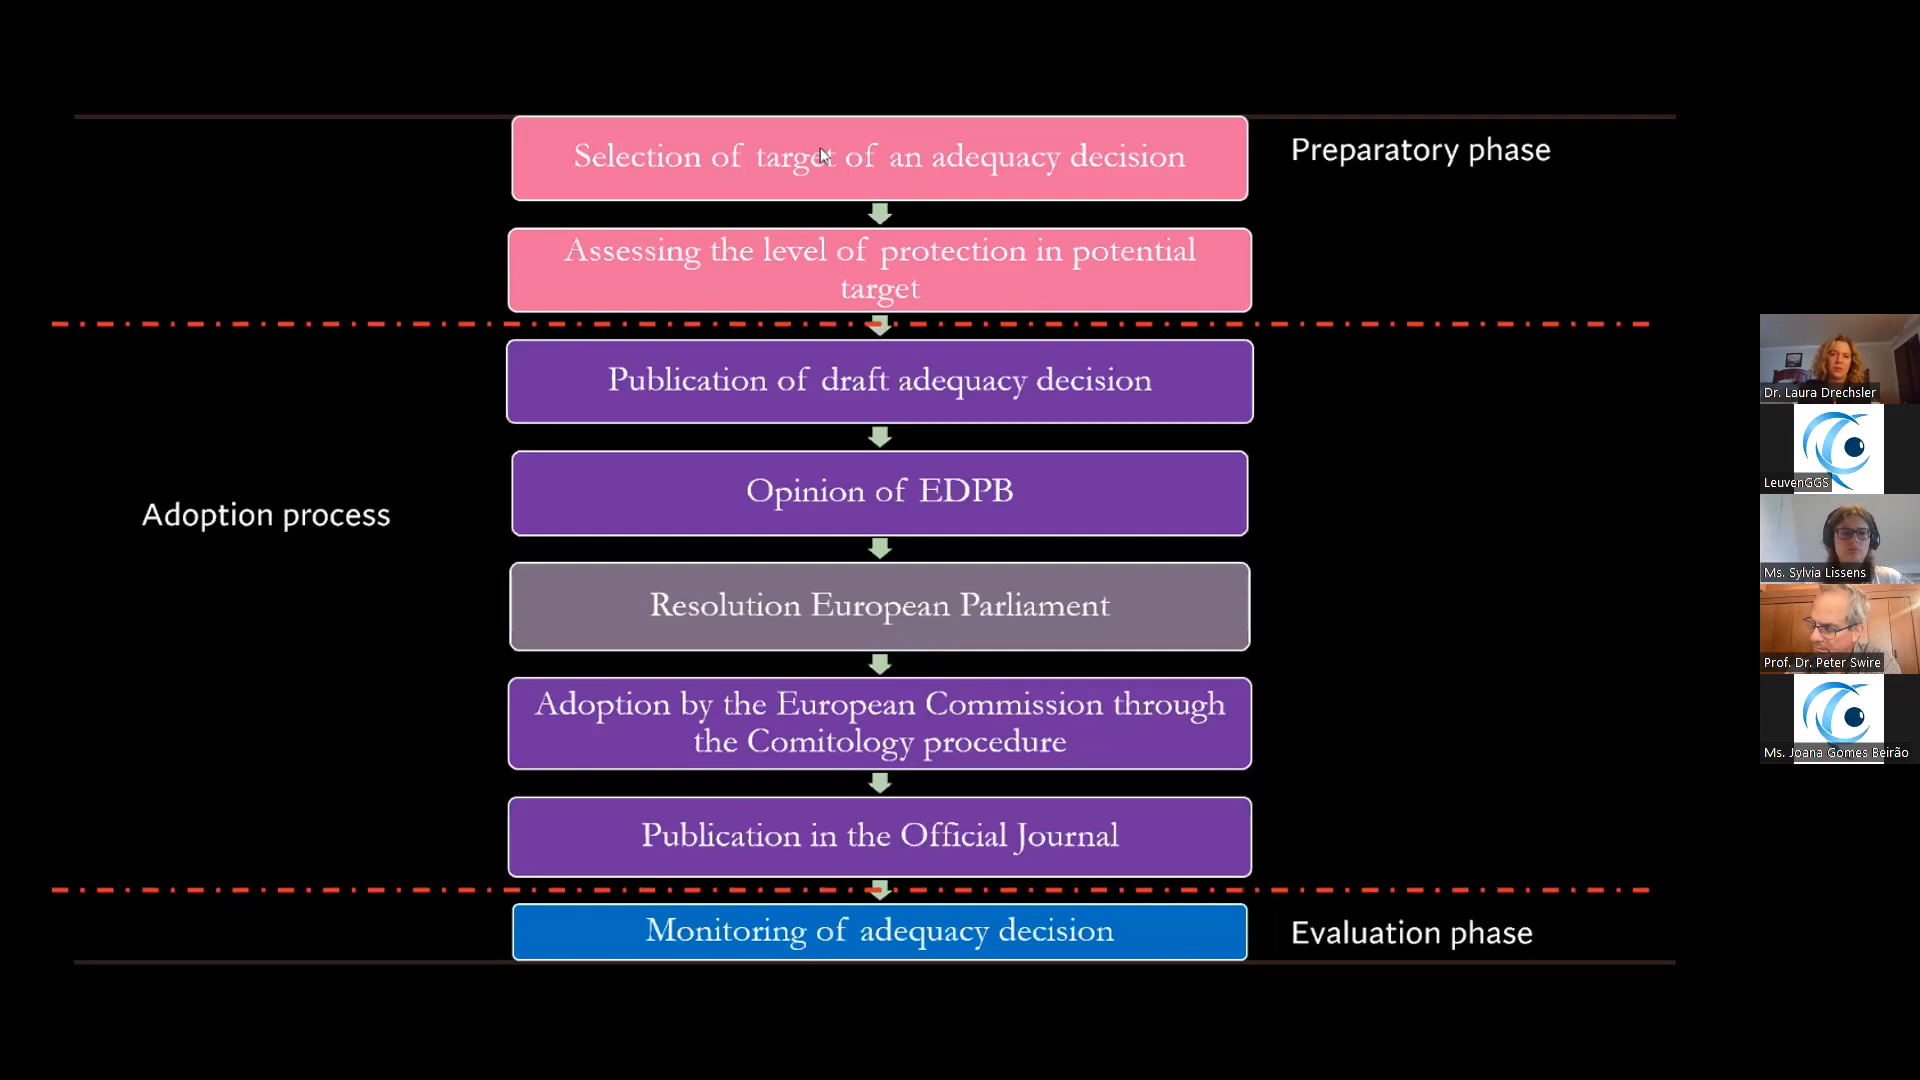 Selection of target of an adequacy decision
Preparatory phase
Assessing the level of protection in potential
target
Publication of draft adequacy decision
Opinion of EDPB
Adoption process
Resolution European Parliament
Adoption by the European Commission through
the Comitology procedure
Publication in the Official Journal
Monitoring of adequacy decision
Evaluation phase
Dr. Laura Drechsler
LeuvenGGS
Ms. Sylvia Lissens
Prof. Dr. Peter Swire
Ms. Joana Gomes Beirão